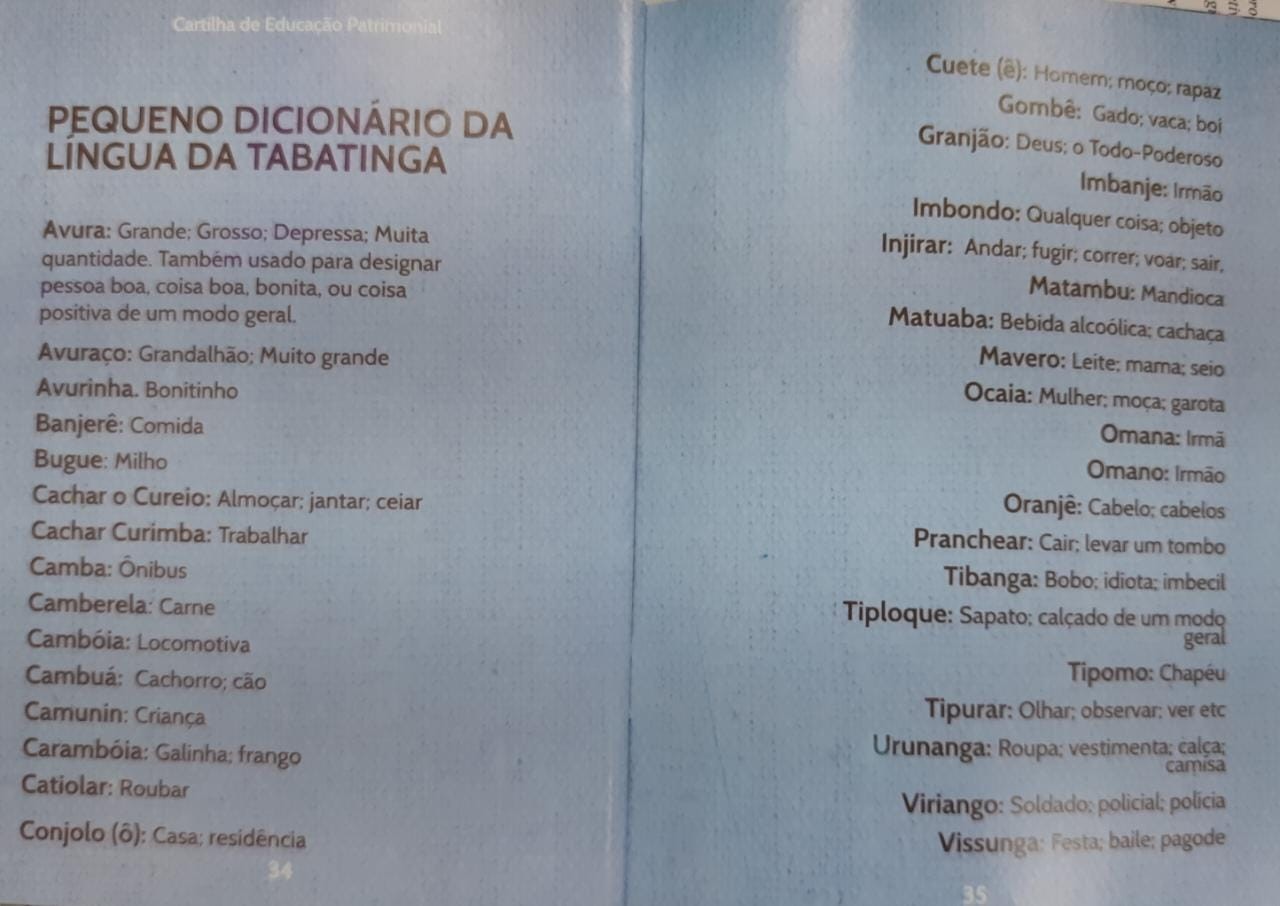 Cartilha de Educação Patrimonial
PEQUENO DICIONÁRIO DA
LÍNGUA DA TABATINGA
Avura: Grande; Grosso; Depressa; Muita
quantidade. Também usado para designar
pessoa boa, coisa boa, bonita, ou coisa
positiva de um modo geral.
Avuraço: Grandalhão; Muito grande
Avurinha. Bonitinho
Banjerê: Comida
Bugue: Milho
Cachar o Cureio: Almoçar; jantar; ceiar
Cachar Curimba: Trabalhar
Camba: Ônibus
Camberela: Carne
Cambóia: Locomotiva
Cambuá: Cachorro; cão
Camunin: Criança
Carambóia: Galinha; frango
Catiolar: Roubar
Conjolo (ô): Casa; residência
34
Cuete (ê): Homem; moço; rapaz
Gombê: Gado; vaca; boi
Granjão: Deus; o Todo-Poderoso
Imbanje: Irmão
Imbondo: Qualquer coisa; objeto
Injirar: Andar; fugir; correr; voar; sair,
Matambu: Mandioca
Matuaba: Bebida alcoólica; cachaça
Mavero: Leite; mama; seio
Ocaia: Mulher; moça; garota
Omana: Irmã
Omano: Irmão
Oranjê: Cabelo; cabelos
Pranchear: Cair; levar um tombo
Tibanga: Bobo; idiota; imbecil
Tiploque: Sapato; calçado de um modo
geral
Tipomo: Chapéu
Tipurar: Olhar; observar; ver etc
Urunanga: Roupa; vestimenta; calça;
camisa
Viriango: Soldado; policial; polícia
Vissunga: Festa; baile; pagode
35